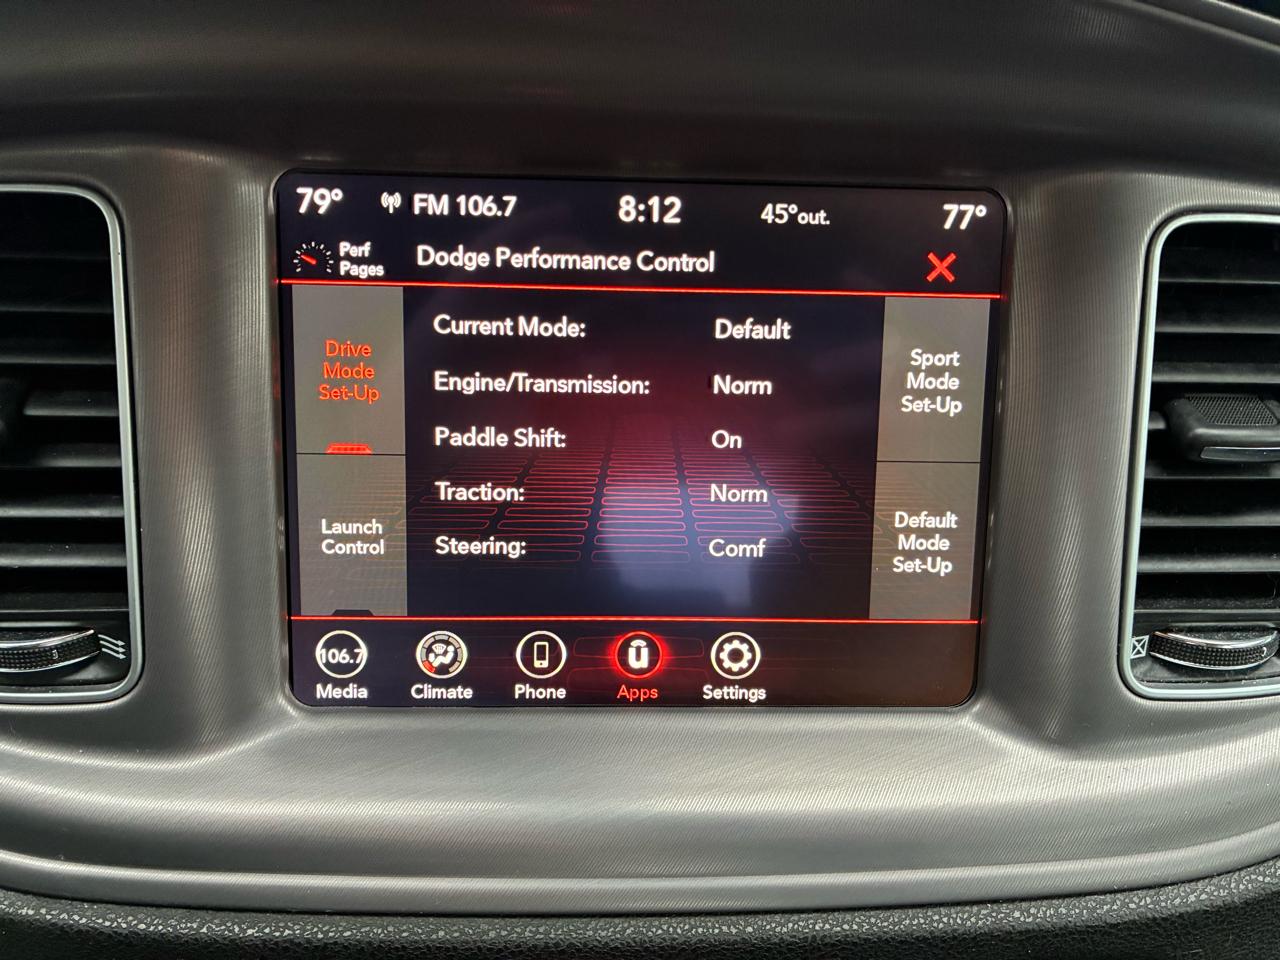 79° FM 106.7 8:12 45°out. 77°
Perf
Pages
Dodge Performance Control
Drive
Mode
Set-Up
Launch
Control
Current Mode: Default
Engine/Transmission: Norm
Paddle Shift: On
Traction: Norm
Steering: Comf
Sport
Mode
Set-Up
Default
Mode
Set-Up
106.7
Media Climate Phone Apps Settings